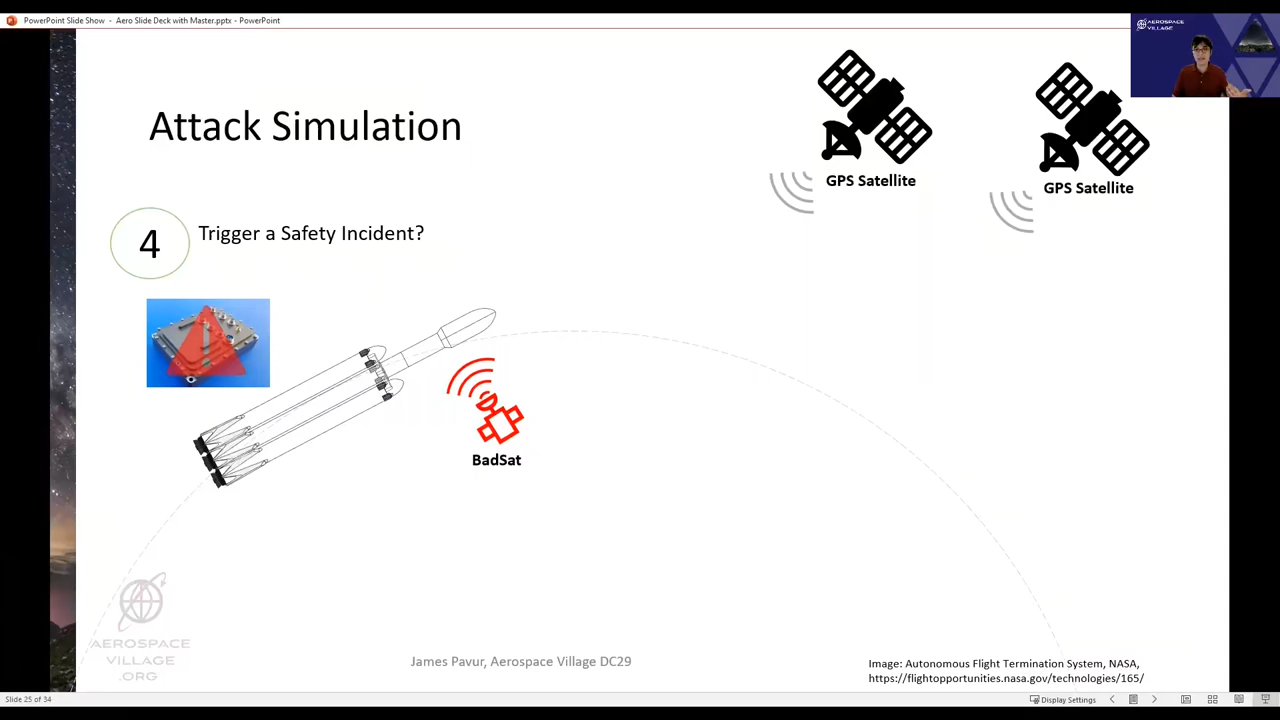 PowerPoint Slide Show - Aero Slide Deck with Master.pptx - PowerPoint
AEROSPACE
VILLAGE
Attack Simulation
GPS Satellite
GPS Satellite
4
Trigger a Safety Incident?
BadSat
AEROSPACE
VILLAGE
.ORG
James Pavur, Aerospace Village DC29
Image: Autonomous Flight Termination System, NASA,
https://flightopportunities.nasa.gov/technologies/165/
Slide 25 of 34
Display Settings